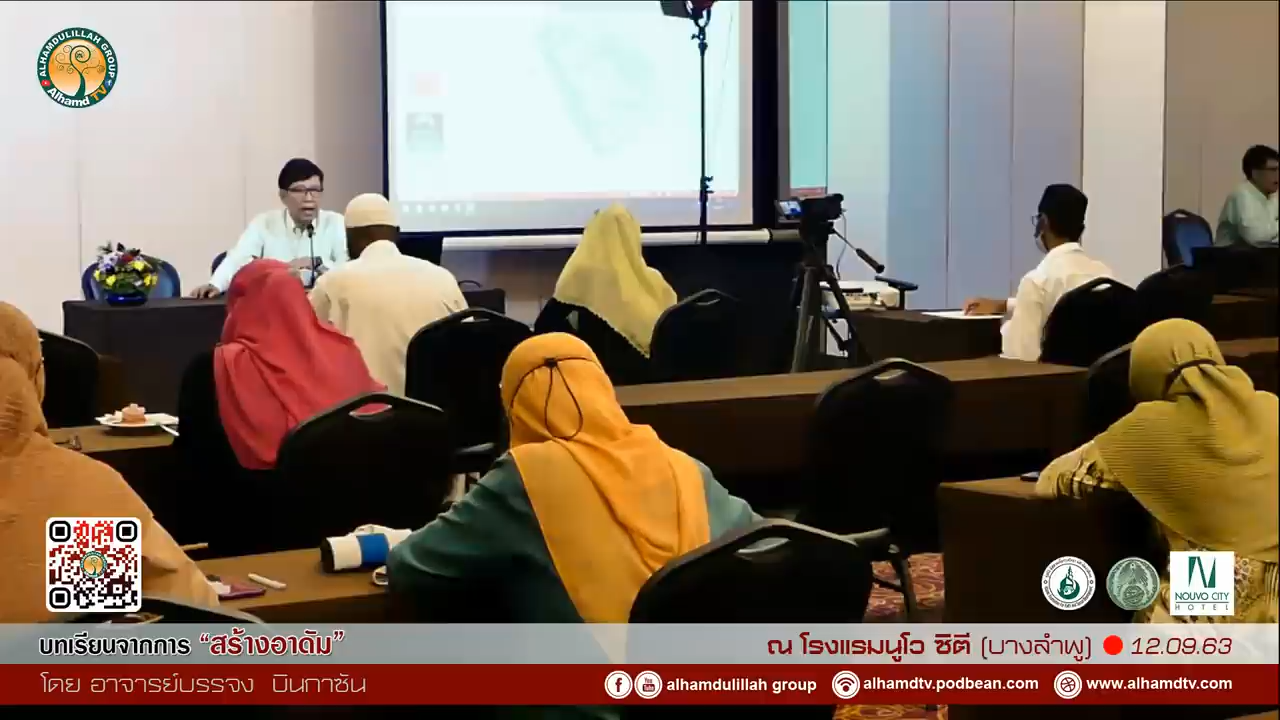 ALHAMDULILLAH GROUP
Alhamd TV
NOUVO CITY
HOTEL
บทเรียนจากการ “สร้างอาดัม”
ณ โรงแรมนูโว ซิตี (บางลำพู) 12.09.63
โดย อาจารย์บรรจง บินกาซัน
You Tube
alhamdulillah group
alhamdtv.podbean.com
www.alhamdtv.com